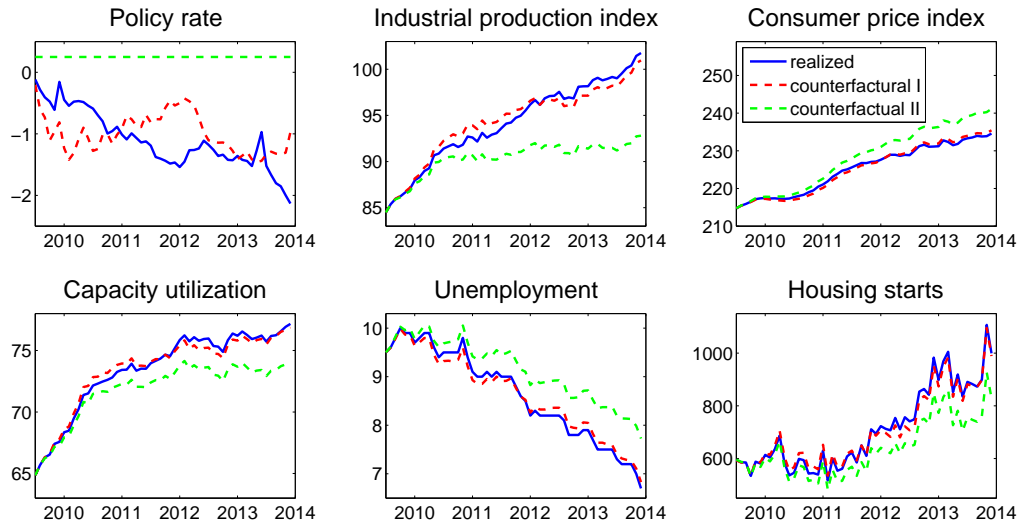 Policy rate
0
−1
−2
2010 2011 2012 2013 2014
Industrial production index
100
95
90
85
2010 2011 2012 2013 2014
Consumer price index
250
240
230
220
210
2010 2011 2012 2013 2014
realized
counterfactural I
counterfactual II
Capacity utilization
75
70
65
2010 2011 2012 2013 2014
Unemployment
10
9
8
7
2010 2011 2012 2013 2014
Housing starts
1000
800
600
2010 2011 2012 2013 2014